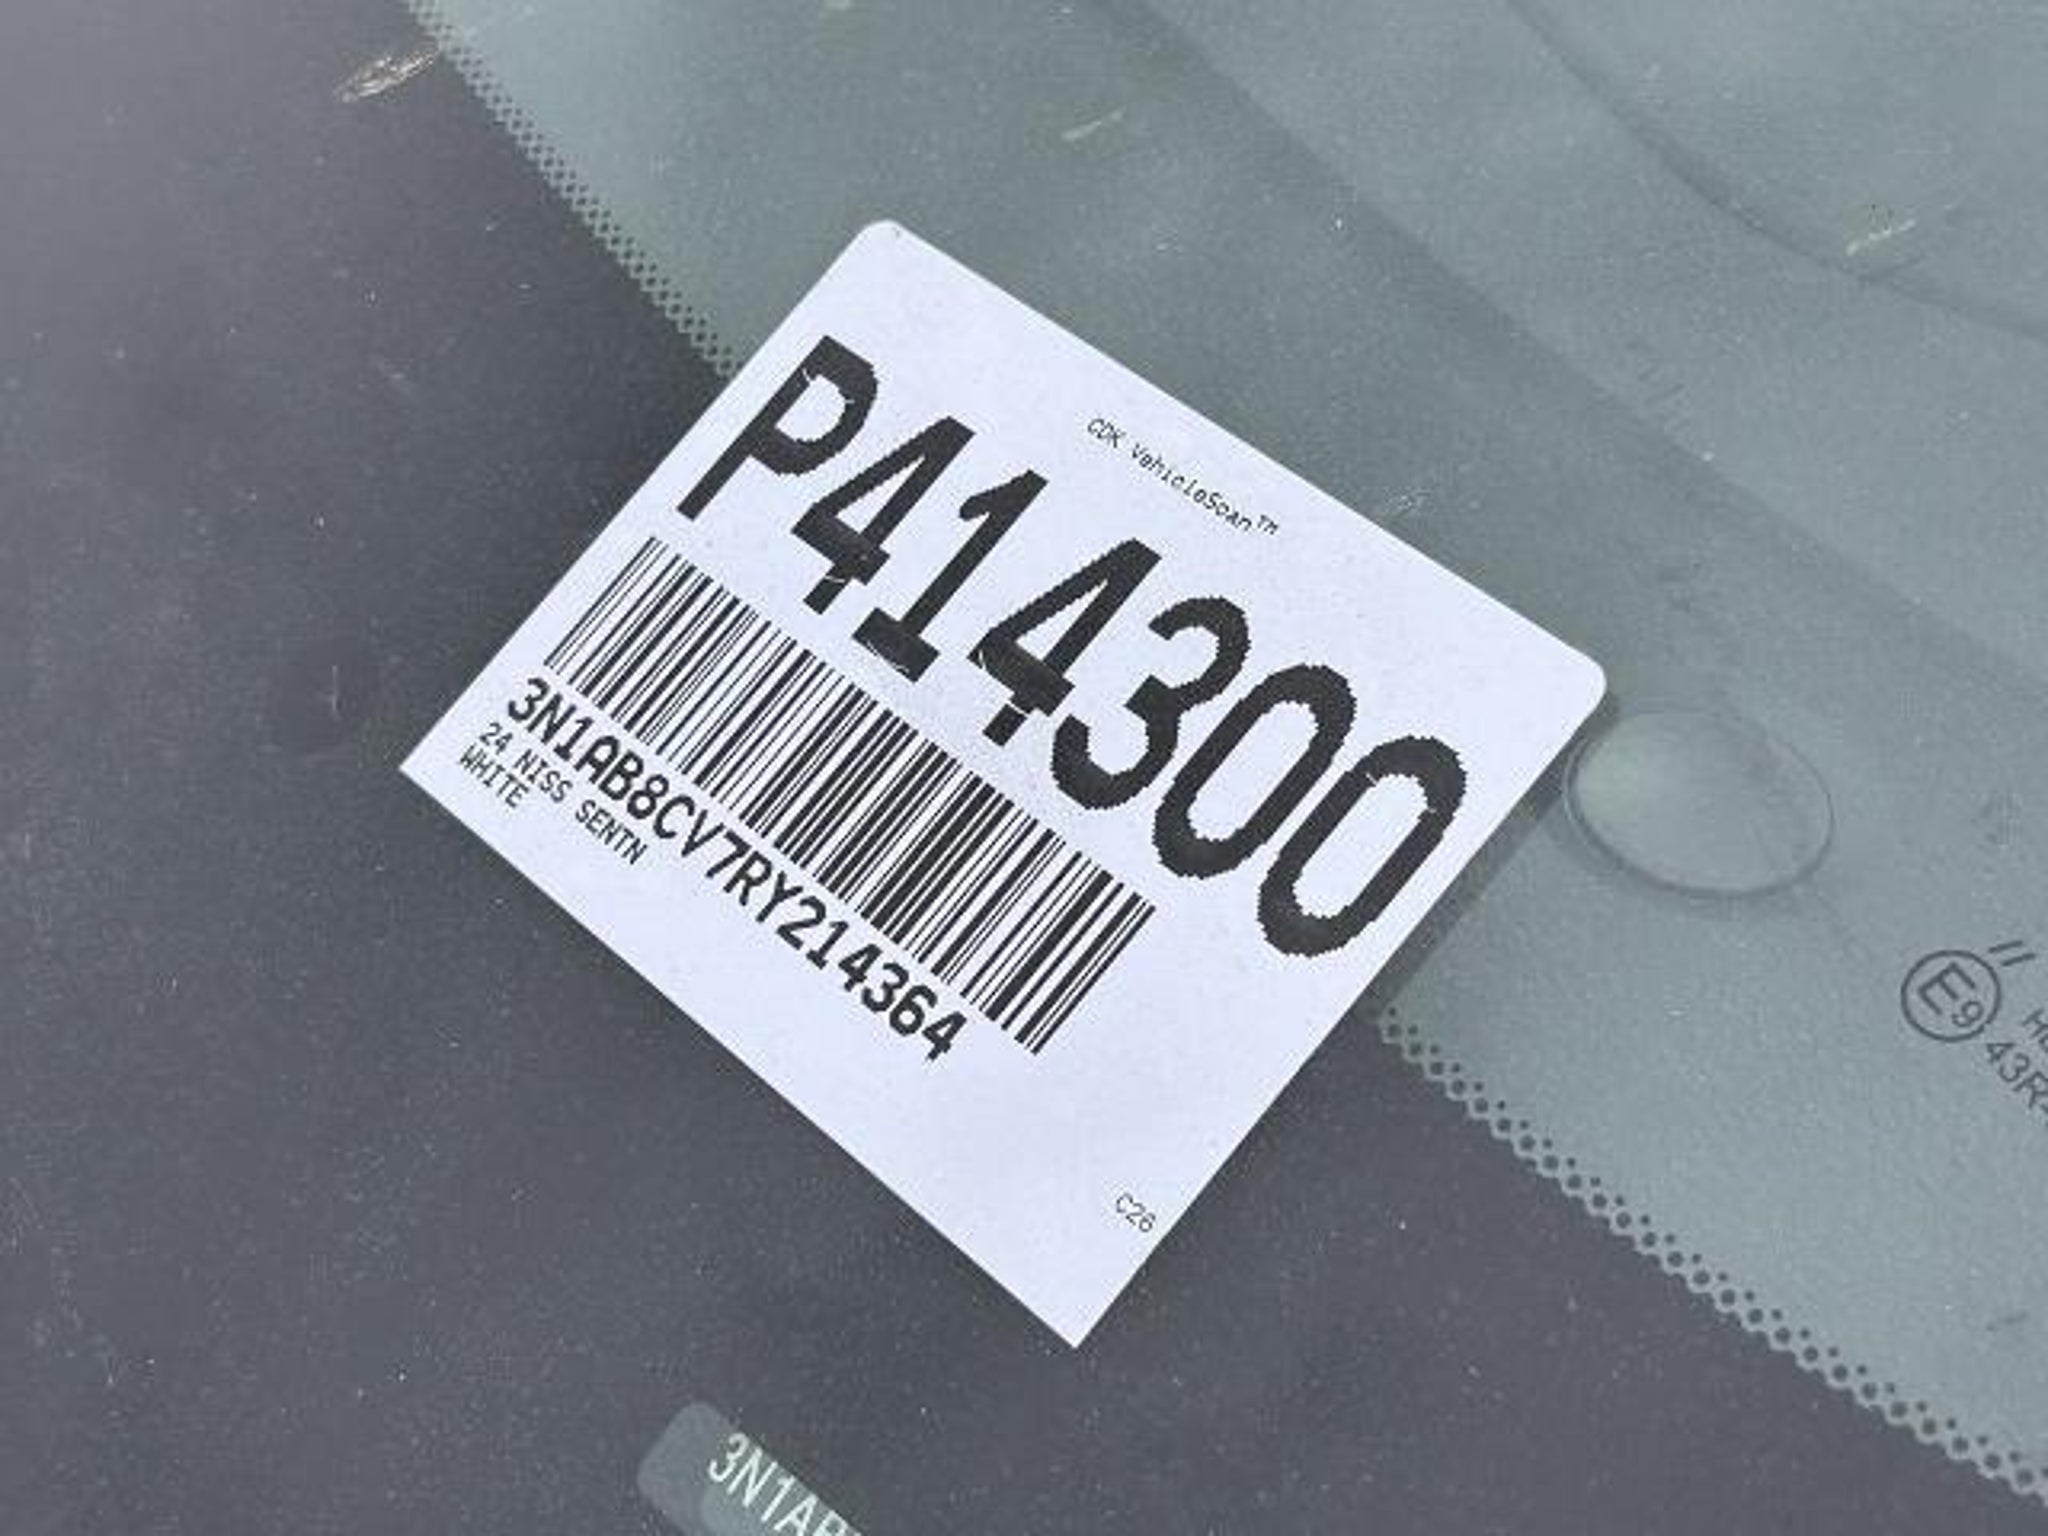 CDK VehicleScan™
P414300
3N1AB8CV7RY214364
24 NISS SENTN
WHITE
C26
E9
43R
3N1AB